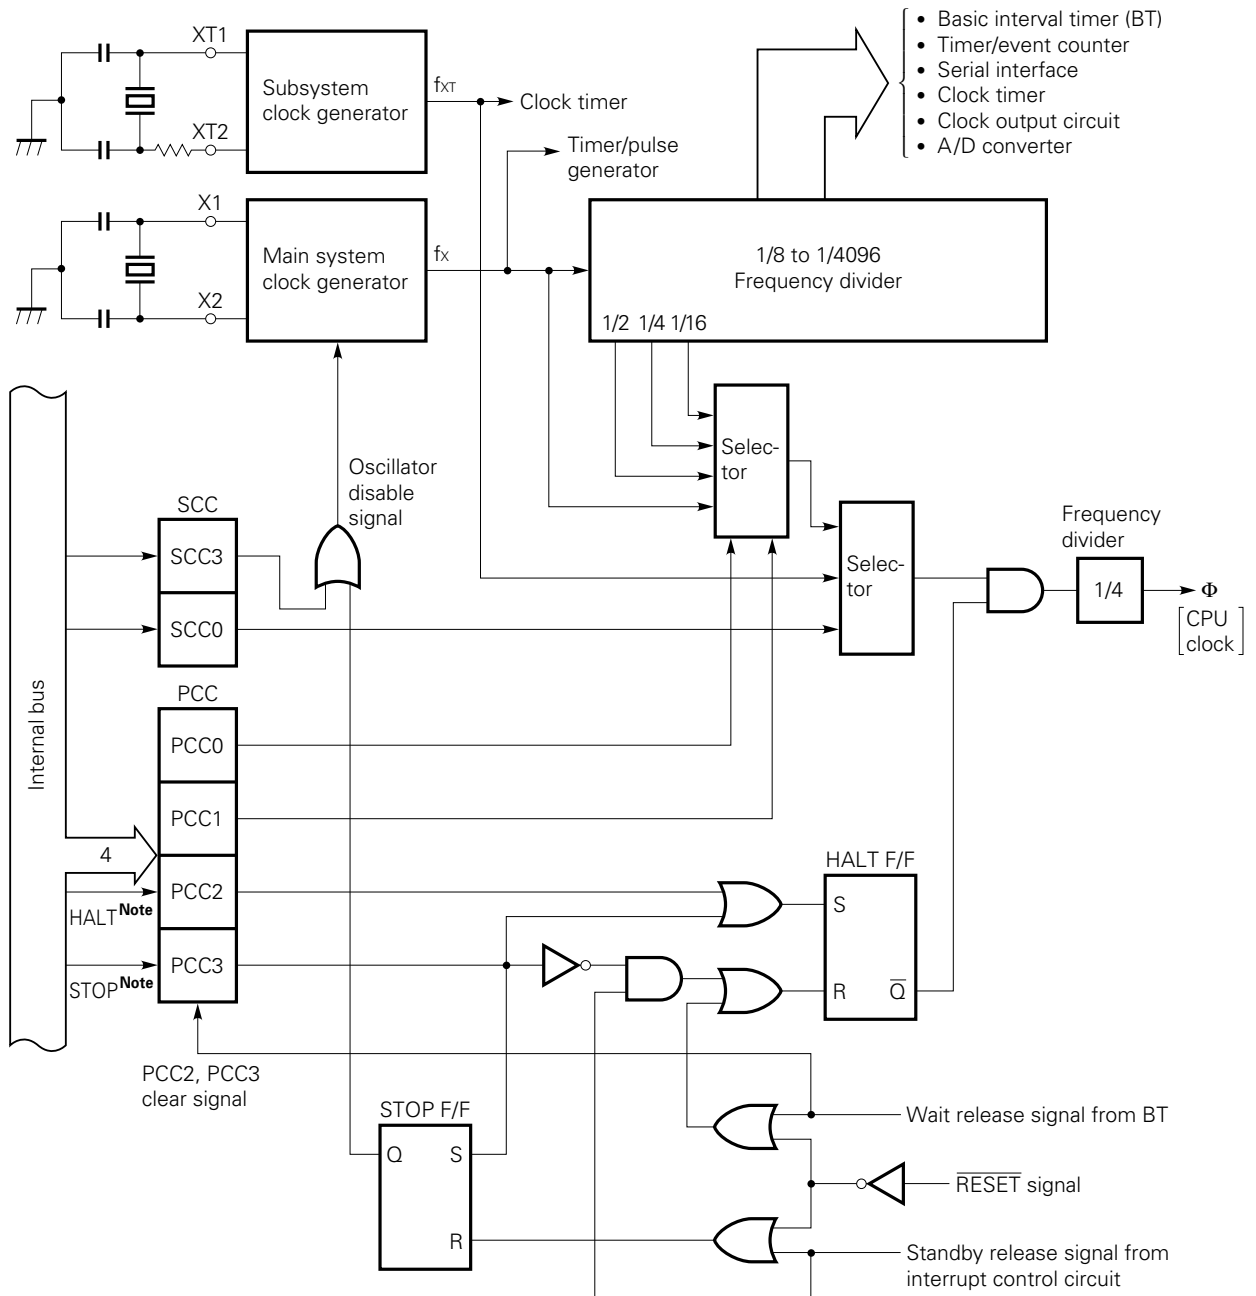 XT1
Subsystem
clock generator
XT2
fXT
Clock timer
• Basic interval timer (BT)
• Timer/event counter
• Serial interface
• Clock timer
• Clock output circuit
• A/D converter
Timer/pulse
generator
X1
Main system
clock generator
X2
fX
1/8 to 1/4096
Frequency divider
1/2 1/4 1/16
Selec-
tor
Oscillator
disable
signal
SCC
SCC3
SCC0
Selec-
tor
Frequency
divider
1/4
Φ
[CPU
clock]
Internal bus
PCC
PCC0
PCC1
4
PCC2
HALT Note
PCC3
STOP Note
HALT F/F
S
R Q̅
PCC2, PCC3
clear signal
STOP F/F
Q S
R
Wait release signal from BT
R̅E̅S̅E̅T̅ signal
Standby release signal from
interrupt control circuit